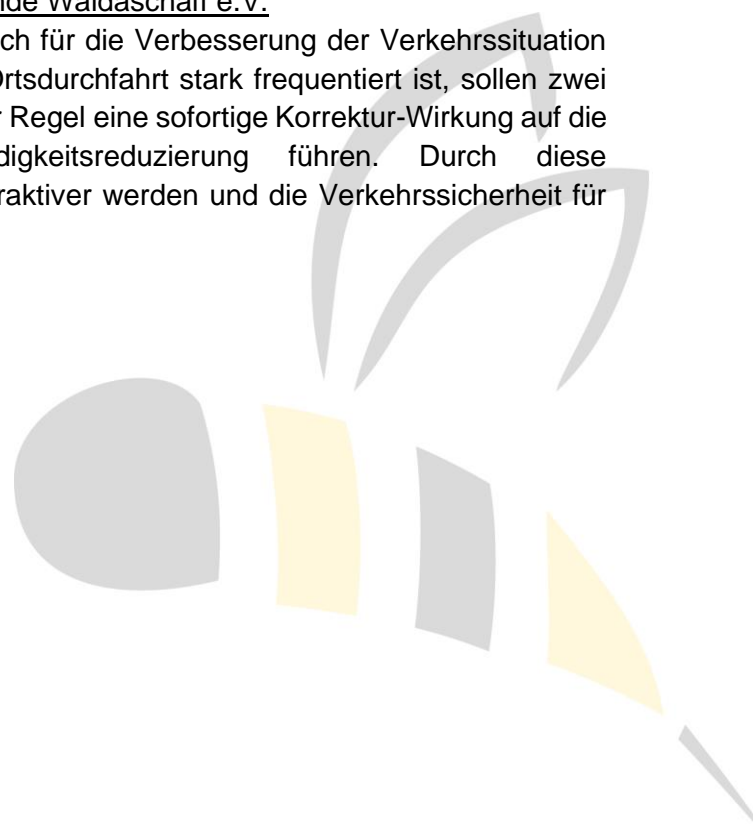 nde Waldaschaff e.V.
ch für die Verbesserung der Verkehrssituation
Ortsdurchfahrt stark frequentiert ist, sollen zwei
r Regel eine sofortige Korrektur-Wirkung auf die
digkeitsreduzierung führen. Durch diese
raktiver werden und die Verkehrssicherheit für